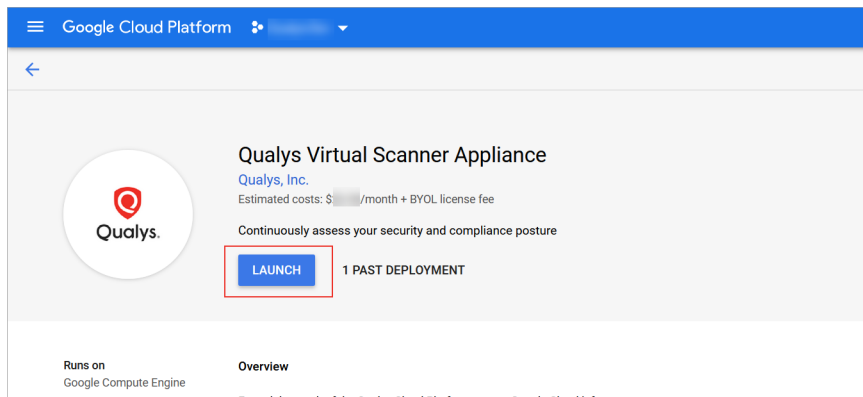 Google Cloud Platform
Qualys Virtual Scanner Appliance
Qualys, Inc.
Estimated costs: $ /month + BYOL license fee
Qualys.
Continuously assess your security and compliance posture
LAUNCH 1 PAST DEPLOYMENT
Runs on
Google Compute Engine
Overview